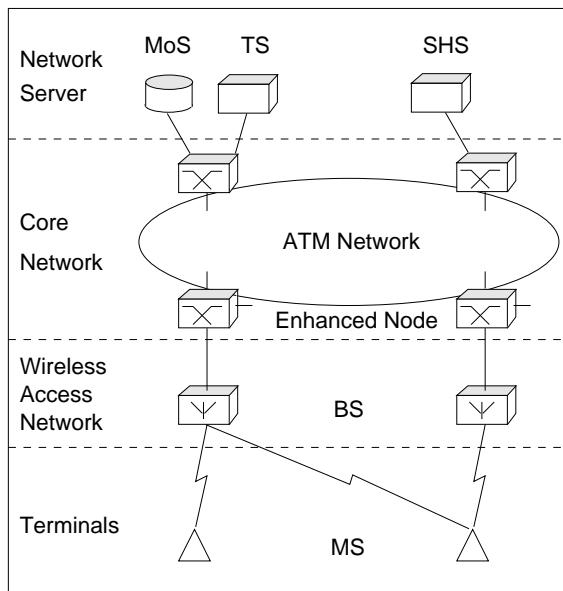 MoS TS SHS
Network
Server
Core
Network
ATM Network
Enhanced Node
Wireless
Access
Network
BS
Terminals
MS